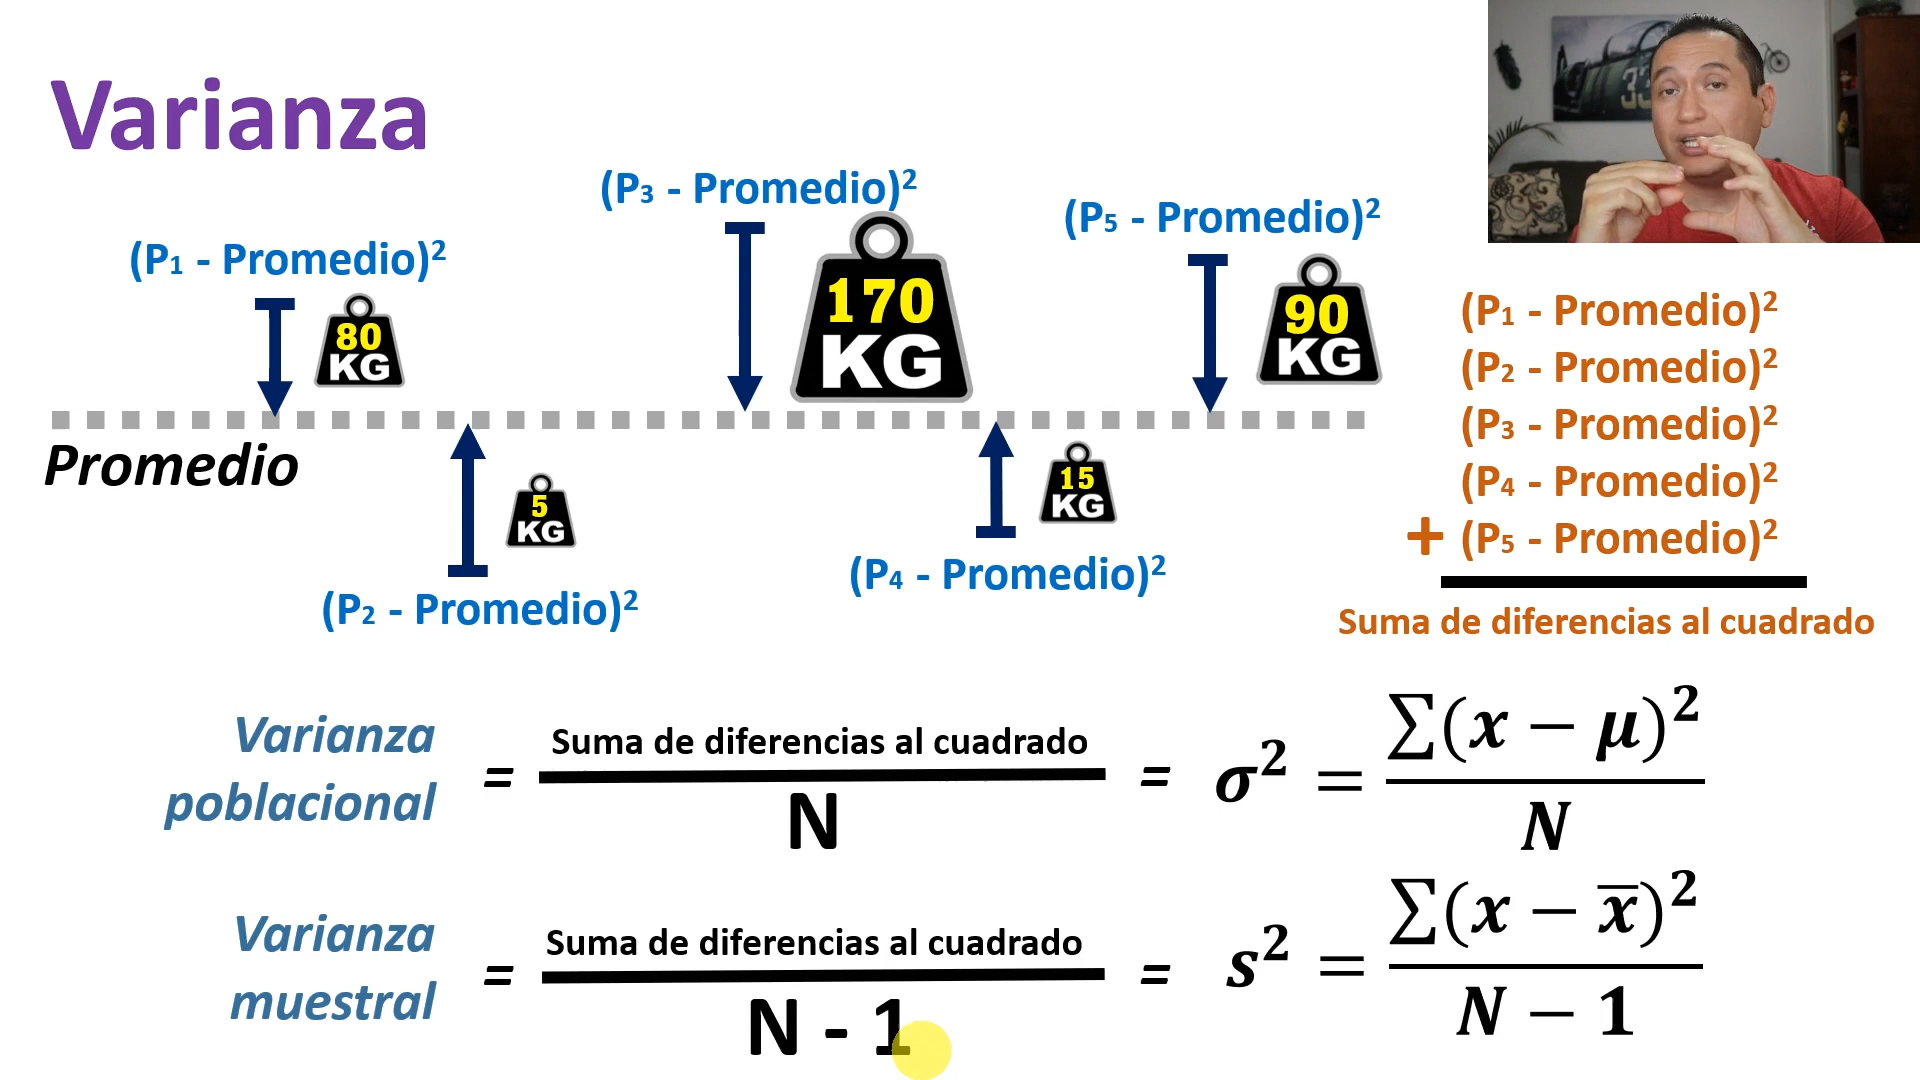 Varianza
(P₁ - Promedio)²
80
KG
(P₃ - Promedio)²
170
KG
(P₅ - Promedio)²
90
KG
33
Promedio
5
KG
(P₂ - Promedio)²
15
KG
(P₄ - Promedio)²
(P₁ - Promedio)²
(P₂ - Promedio)²
(P₃ - Promedio)²
(P₄ - Promedio)²
+ (P₅ - Promedio)²
Suma de diferencias al cuadrado
Varianza
poblacional
=
Suma de diferencias al cuadrado
N
=
σ² =
∑(x − μ)²
N
Varianza
muestral
=
Suma de diferencias al cuadrado
N - 1
=
s² =
∑(x − x̅)²
N − 1